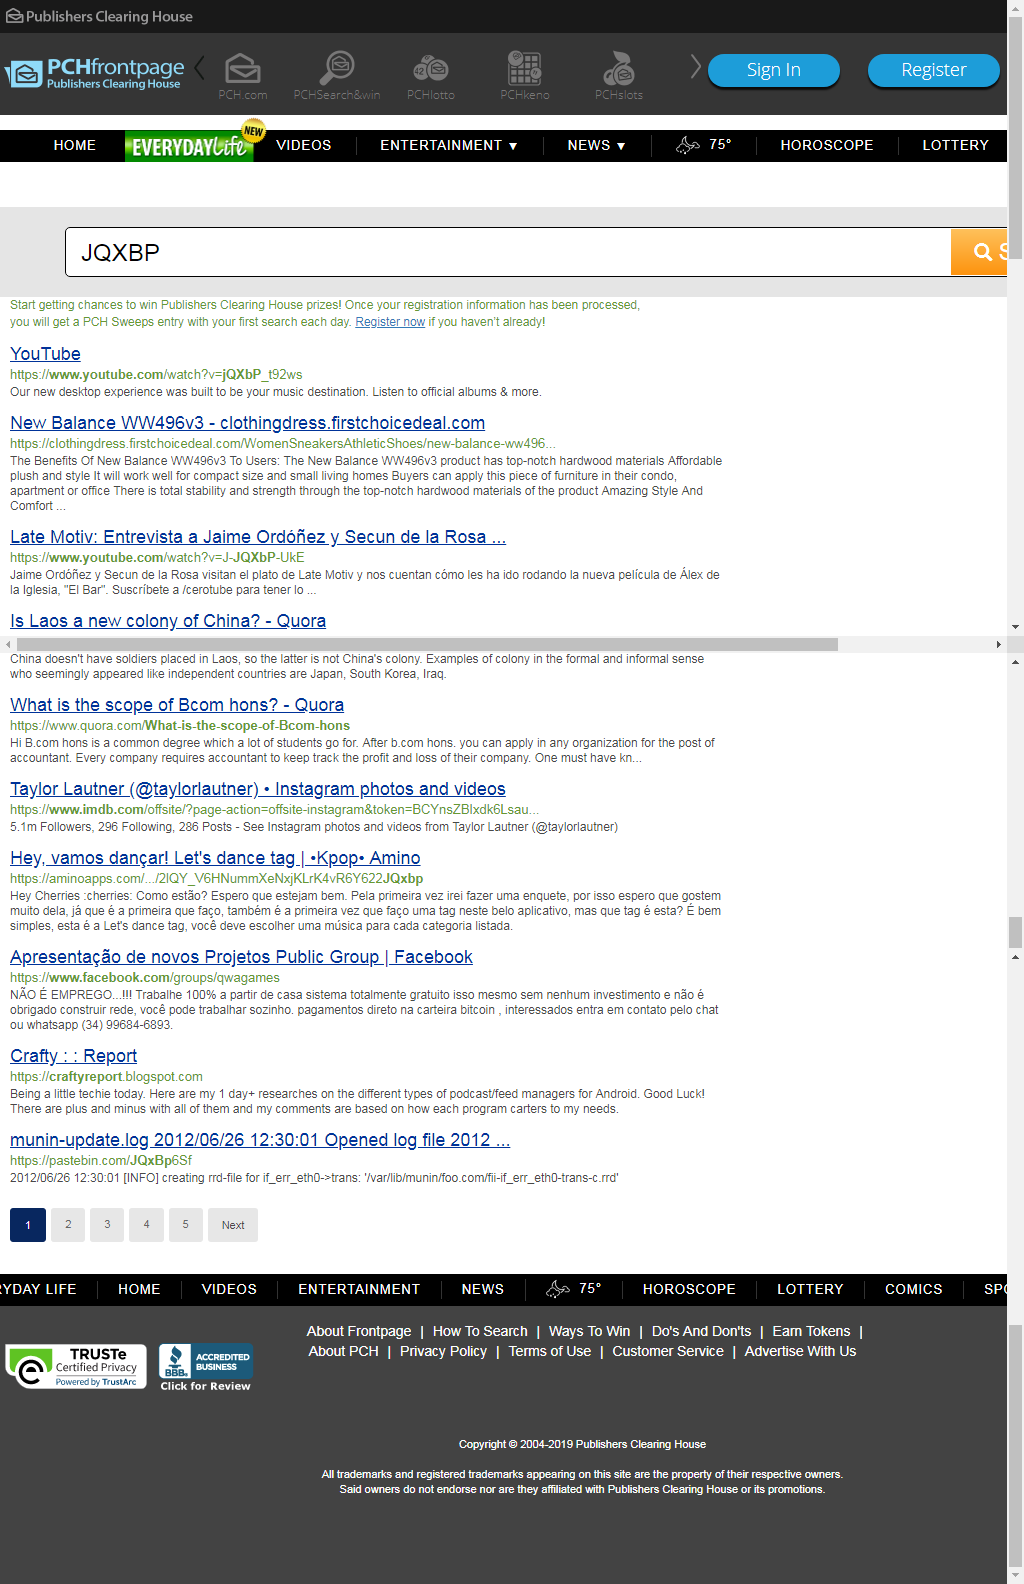 Publishers Clearing House
PCHfrontpage
Publishers Clearing House
PCH.com
PCHSearch&win
PCHlotto
PCHkeno
PCHslots
Sign In
Register
HOME
EVERYDAY Life
NEW
VIDEOS
ENTERTAINMENT ▼
NEWS ▼
75°
HOROSCOPE
LOTTERY
JQXBP
Start getting chances to win Publishers Clearing House prizes! Once your registration information has been processed,
you will get a PCH Sweeps entry with your first search each day. Register now if you haven't already!
YouTube
https://www.youtube.com/watch?v=jQXbP_t92ws
Our new desktop experience was built to be your music destination. Listen to official albums & more.
New Balance WW496v3 - clothingdress.firstchoicedeal.com
https://clothingdress.firstchoicedeal.com/WomenSneakersAthleticShoes/new-balance-ww496...
The Benefits Of New Balance WW496v3 To Users: The New Balance WW496v3 product has top-notch hardwood materials Affordable
plush and style It will work well for compact size and small living homes Buyers can apply this piece of furniture in their condo,
apartment or office There is total stability and strength through the top-notch hardwood materials of the product Amazing Style And
Comfort ...
Late Motiv: Entrevista a Jaime Ordóñez y Secun de la Rosa ...
https://www.youtube.com/watch?v=J-JQXbP-UkE
Jaime Ordóñez y Secun de la Rosa visitan el plato de Late Motiv y nos cuentan cómo les ha ido rodando la nueva película de Álex de
la Iglesia, "El Bar". Suscríbete a /cerotube para tener lo ...
Is Laos a new colony of China? - Quora
China doesn't have soldiers placed in Laos, so the latter is not China's colony. Examples of colony in the formal and informal sense
who seemingly appeared like independent countries are Japan, South Korea, Iraq.
What is the scope of Bcom hons? - Quora
https://www.quora.com/What-is-the-scope-of-Bcom-hons
Hi B.com hons is a common degree which a lot of students go for. After b.com hons. you can apply in any organization for the post of
accountant. Every company requires accountant to keep track the profit and loss of their company. One must have kn...
Taylor Lautner (@taylorlautner) • Instagram photos and videos
https://www.imdb.com/offsite/?page-action=offsite-instagram&token=BCYnsZBlxdk6Lsau...
5.1m Followers, 296 Following, 286 Posts - See Instagram photos and videos from Taylor Lautner (@taylorlautner)
Hey, vamos dançar! Let's dance tag | •Kpop• Amino
https://aminoapps.com/.../2lQY_V6HNummXeNxjKLrK4vR6Y622JQxbp
Hey Cherries :cherries: Como estão? Espero que estejam bem. Pela primeira vez irei fazer uma enquete, por isso espero que gostem
muito dela, já que é a primeira que faço, também é a primeira vez que faço uma tag neste belo aplicativo, mas que tag é esta? É bem
simples, esta é a Let's dance tag, você deve escolher uma música para cada categoria listada.
Apresentação de novos Projetos Public Group | Facebook
https://www.facebook.com/groups/qwagames
NÃO É EMPREGO...!!! Trabalhe 100% a partir de casa sistema totalmente gratuito isso mesmo sem nenhum investimento e não é
obrigado construir rede, você pode trabalhar sozinho. pagamentos direto na carteira bitcoin , interessados entra em contato pelo chat
ou whatsapp (34) 99684-6893.
Crafty : : Report
https://craftyreport.blogspot.com
Being a little techie today. Here are my 1 day+ researches on the different types of podcast/feed managers for Android. Good Luck!
There are plus and minus with all of them and my comments are based on how each program carters to my needs.
munin-update.log 2012/06/26 12:30:01 Opened log file 2012 ...
https://pastebin.com/JQxBp6Sf
2012/06/26 12:30:01 [INFO] creating rrd-file for if_err_eth0->trans: '/var/lib/munin/foo.com/fii-if_err_eth0-trans-c.rrd'
1 2 3 4 5 Next
RYDAY LIFE
HOME
VIDEOS
ENTERTAINMENT
NEWS
75°
HOROSCOPE
LOTTERY
COMICS
SPO
About Frontpage | How To Search | Ways To Win | Do's And Don'ts | Earn Tokens |
About PCH | Privacy Policy | Terms of Use | Customer Service | Advertise With Us
TRUSTe
Certified Privacy
Powered by TrustArc
BBB.
ACCREDITED
BUSINESS
Click for Review
Copyright © 2004-2019 Publishers Clearing House
All trademarks and registered trademarks appearing on this site are the property of their respective owners.
Said owners do not endorse nor are they affiliated with Publishers Clearing House or its promotions.